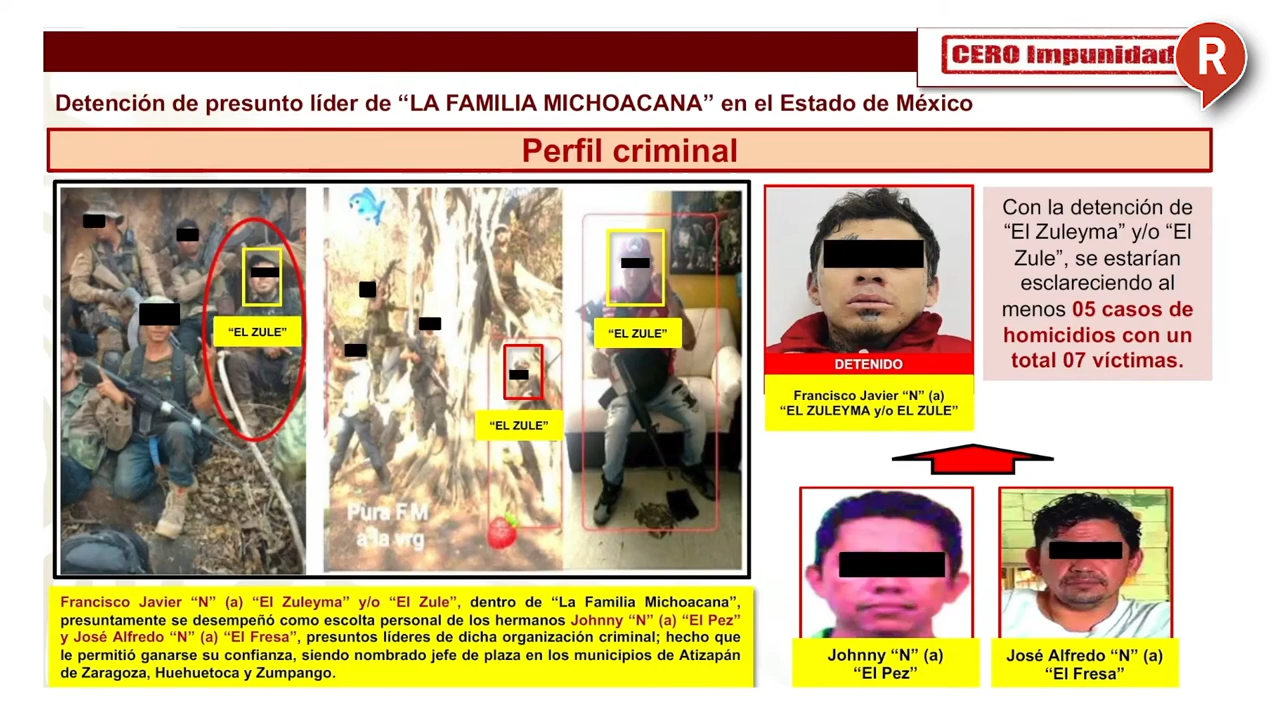 CERO Impunidad
R
Detención de presunto líder de “LA FAMILIA MICHOACANA” en el Estado de México
Perfil criminal
“EL ZULE”
“EL ZULE”
“EL ZULE”
Pura F M
a la vrg
DETENIDO
Francisco Javier “N” (a)
“EL ZULEYMA y/o EL ZULE”
Con la detención de
“El Zuleyma” y/o “El
Zule”, se estarían
esclareciendo al
menos 05 casos de
homicidios con un
total 07 víctimas.
Francisco Javier “N” (a) “El Zuleyma” y/o “El Zule”, dentro de “La Familia Michoacana”,
presuntamente se desempeñó como escolta personal de los hermanos Johnny “N” (a) “El Pez”
y José Alfredo “N” (a) “El Fresa”, presuntos líderes de dicha organización criminal; hecho que
le permitió ganarse su confianza, siendo nombrado jefe de plaza en los municipios de Atizapán
de Zaragoza, Huehuetoca y Zumpango.
Johnny “N” (a)
“El Pez”
José Alfredo “N” (a)
“El Fresa”